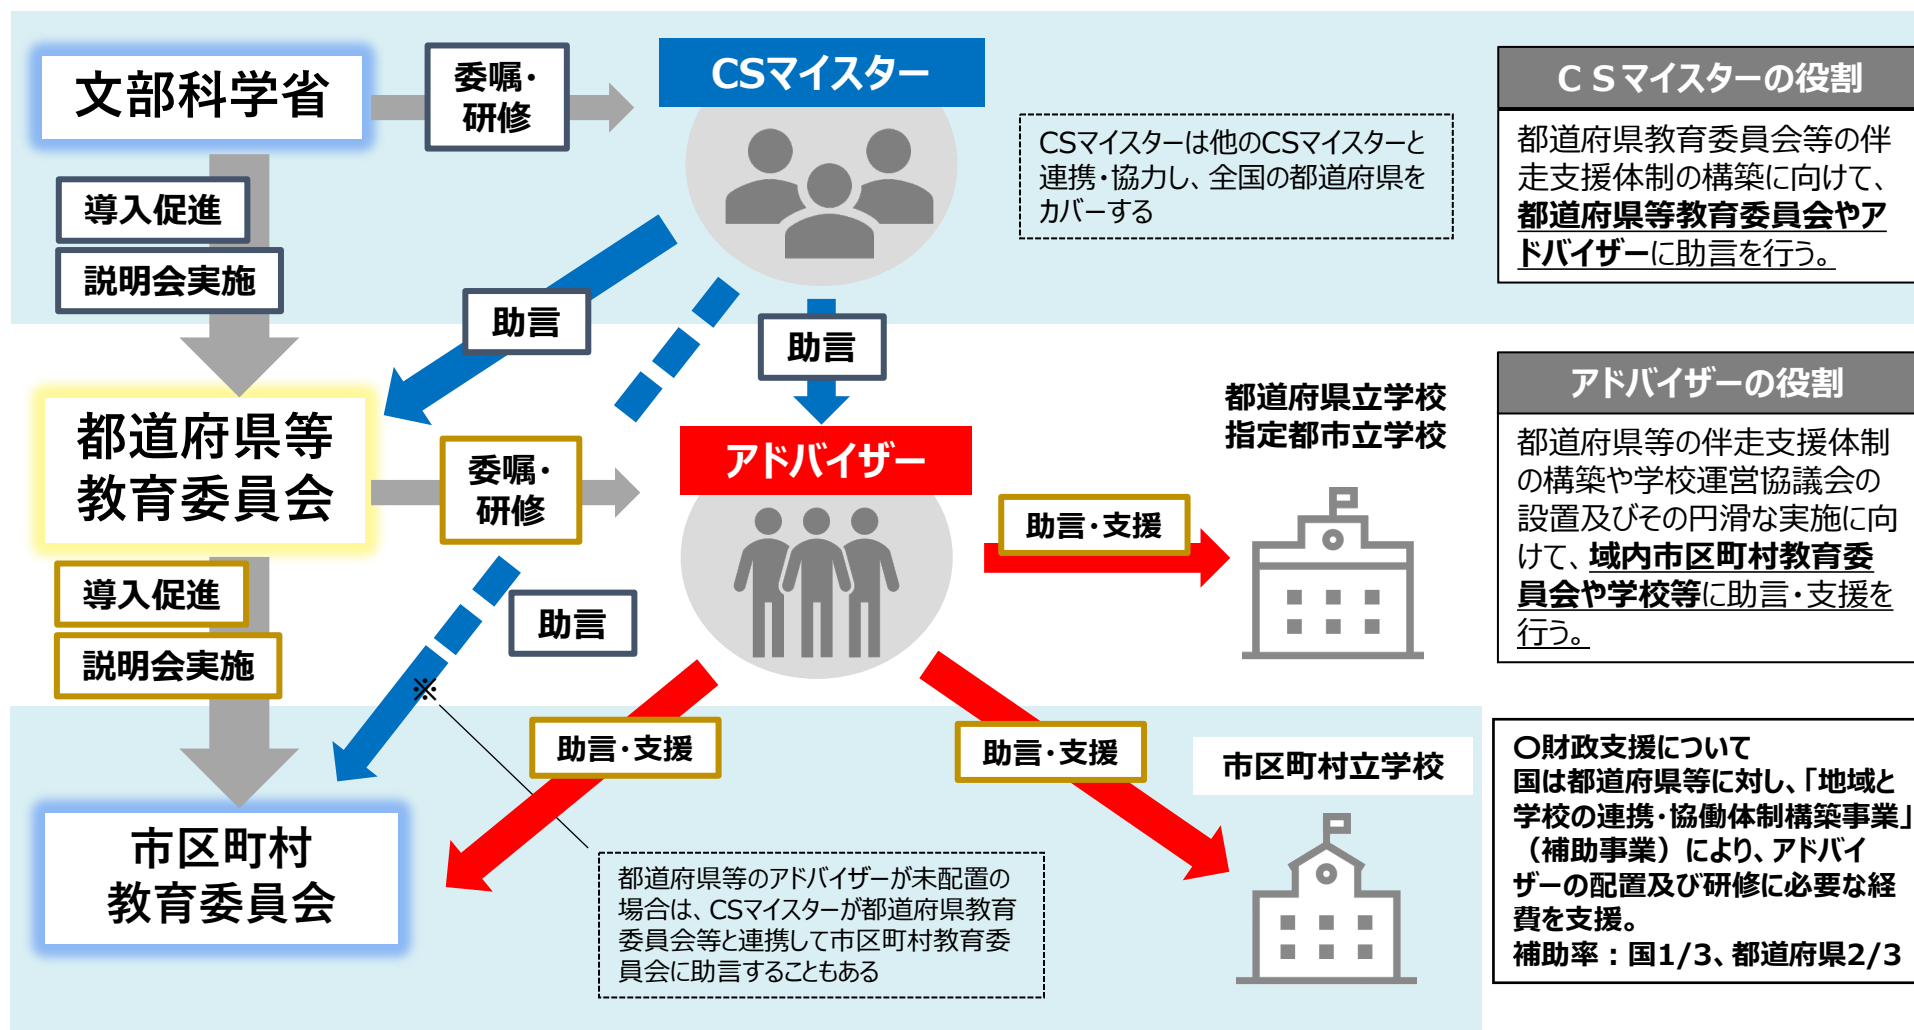 文部科学省
委嘱・
研修
CSマイスター
CSマイスターは他のCSマイスターと
連携・協力し、全国の都道府県を
カバーする
CSマイスターの役割
都道府県教育委員会等の伴
走支援体制の構築に向けて、
都道府県等教育委員会やア
ドバイザーに助言を行う。
導入促進
説明会実施
助言
助言
都道府県等
教育委員会
委嘱・
研修
アドバイザー
都道府県立学校
指定都市立学校
助言・支援
アドバイザーの役割
都道府県等の伴走支援体制
の構築や学校運営協議会の
設置及びその円滑な実施に向
けて、域内市区町村教育委
員会や学校等に助言・支援を
行う。
導入促進
説明会実施
助言
※
助言・支援
助言・支援
市区町村立学校
市区町村
教育委員会
都道府県等のアドバイザーが未配置の
場合は、CSマイスターが都道府県教育
委員会等と連携して市区町村教育委
員会に助言することもある
〇財政支援について
国は都道府県等に対し、「地域と
学校の連携・協働体制構築事業」
（補助事業）により、アドバイ
ザーの配置及び研修に必要な経
費を支援。
補助率：国1/3、都道府県2/3